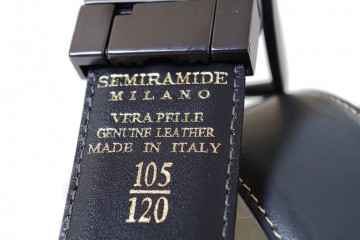 SEMIRAMIDE
MILANO
VERA PELLE
GENUINE LEATHER
MADE IN ITALY
105
120